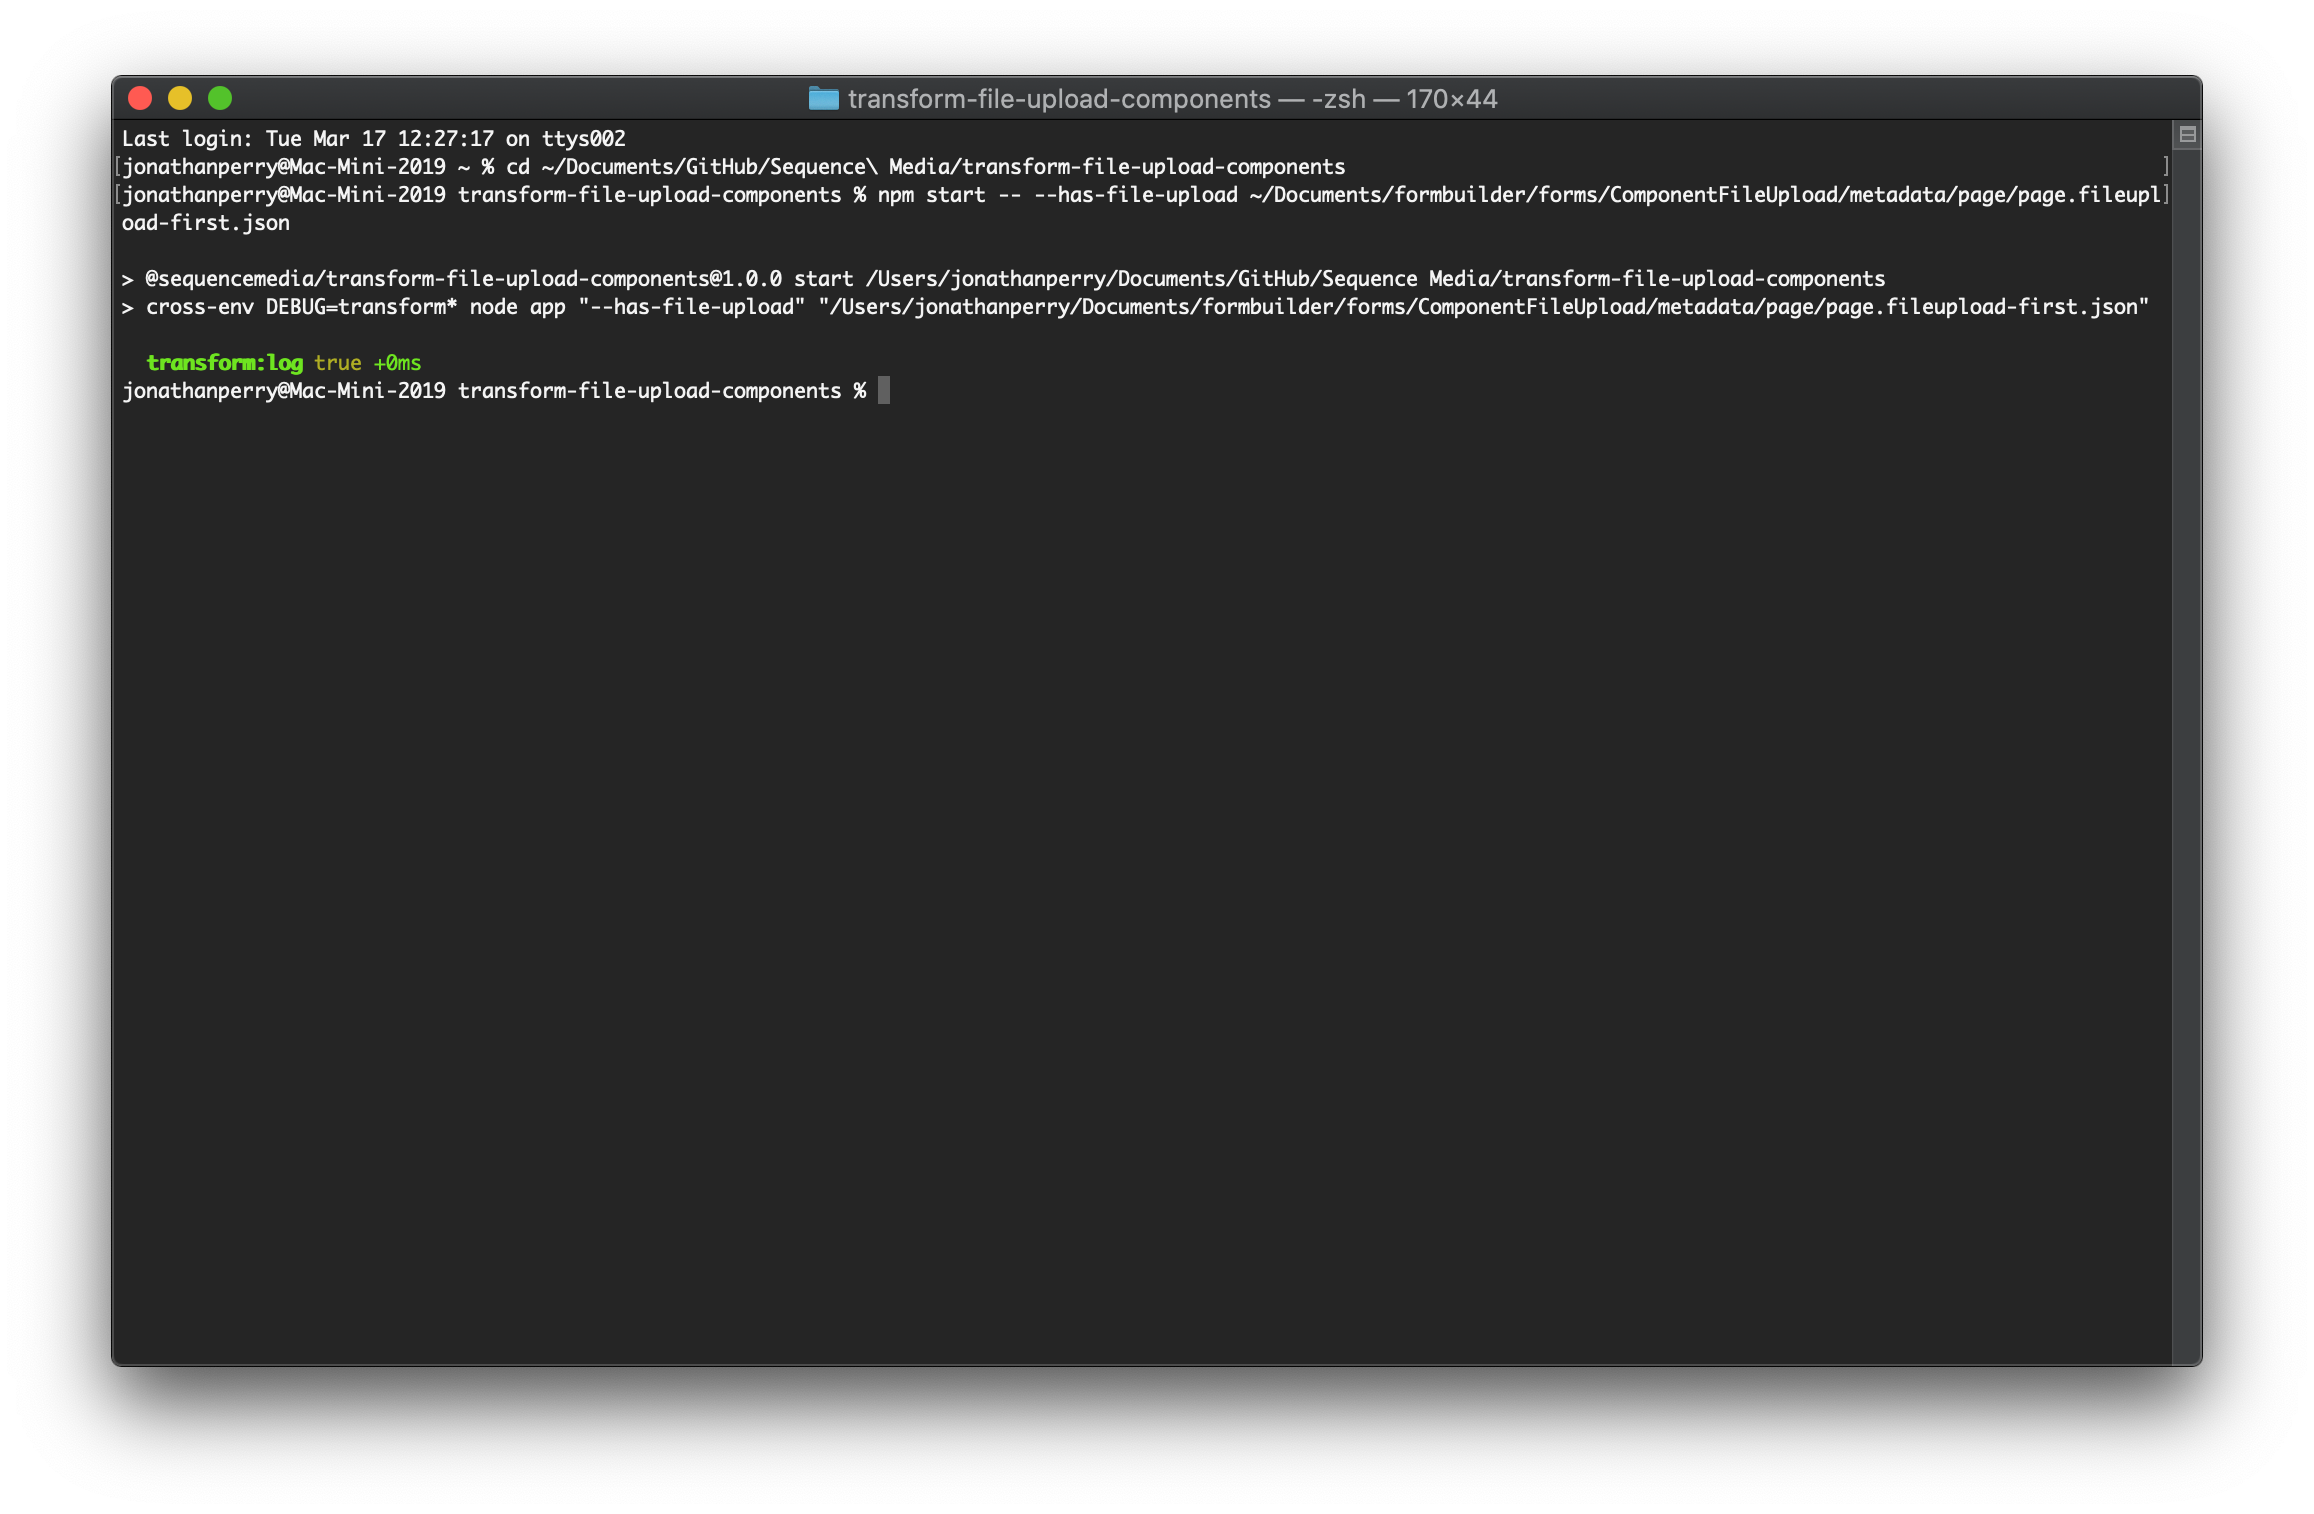 transform-file-upload-components — -zsh — 170×44
Last login: Tue Mar 17 12:27:17 on ttys002
[jonathanperry@Mac-Mini-2019 ~ % cd ~/Documents/GitHub/Sequence\ Media/transform-file-upload-components ]
[jonathanperry@Mac-Mini-2019 transform-file-upload-components % npm start -- --has-file-upload ~/Documents/formbuilder/forms/ComponentFileUpload/metadata/page/page.fileupl]
oad-first.json
> @sequencemedia/transform-file-upload-components@1.0.0 start /Users/jonathanperry/Documents/GitHub/Sequence Media/transform-file-upload-components
> cross-env DEBUG=transform* node app "--has-file-upload" "/Users/jonathanperry/Documents/formbuilder/forms/ComponentFileUpload/metadata/page/page.fileupload-first.json"
transform:log true +0ms
jonathanperry@Mac-Mini-2019 transform-file-upload-components %